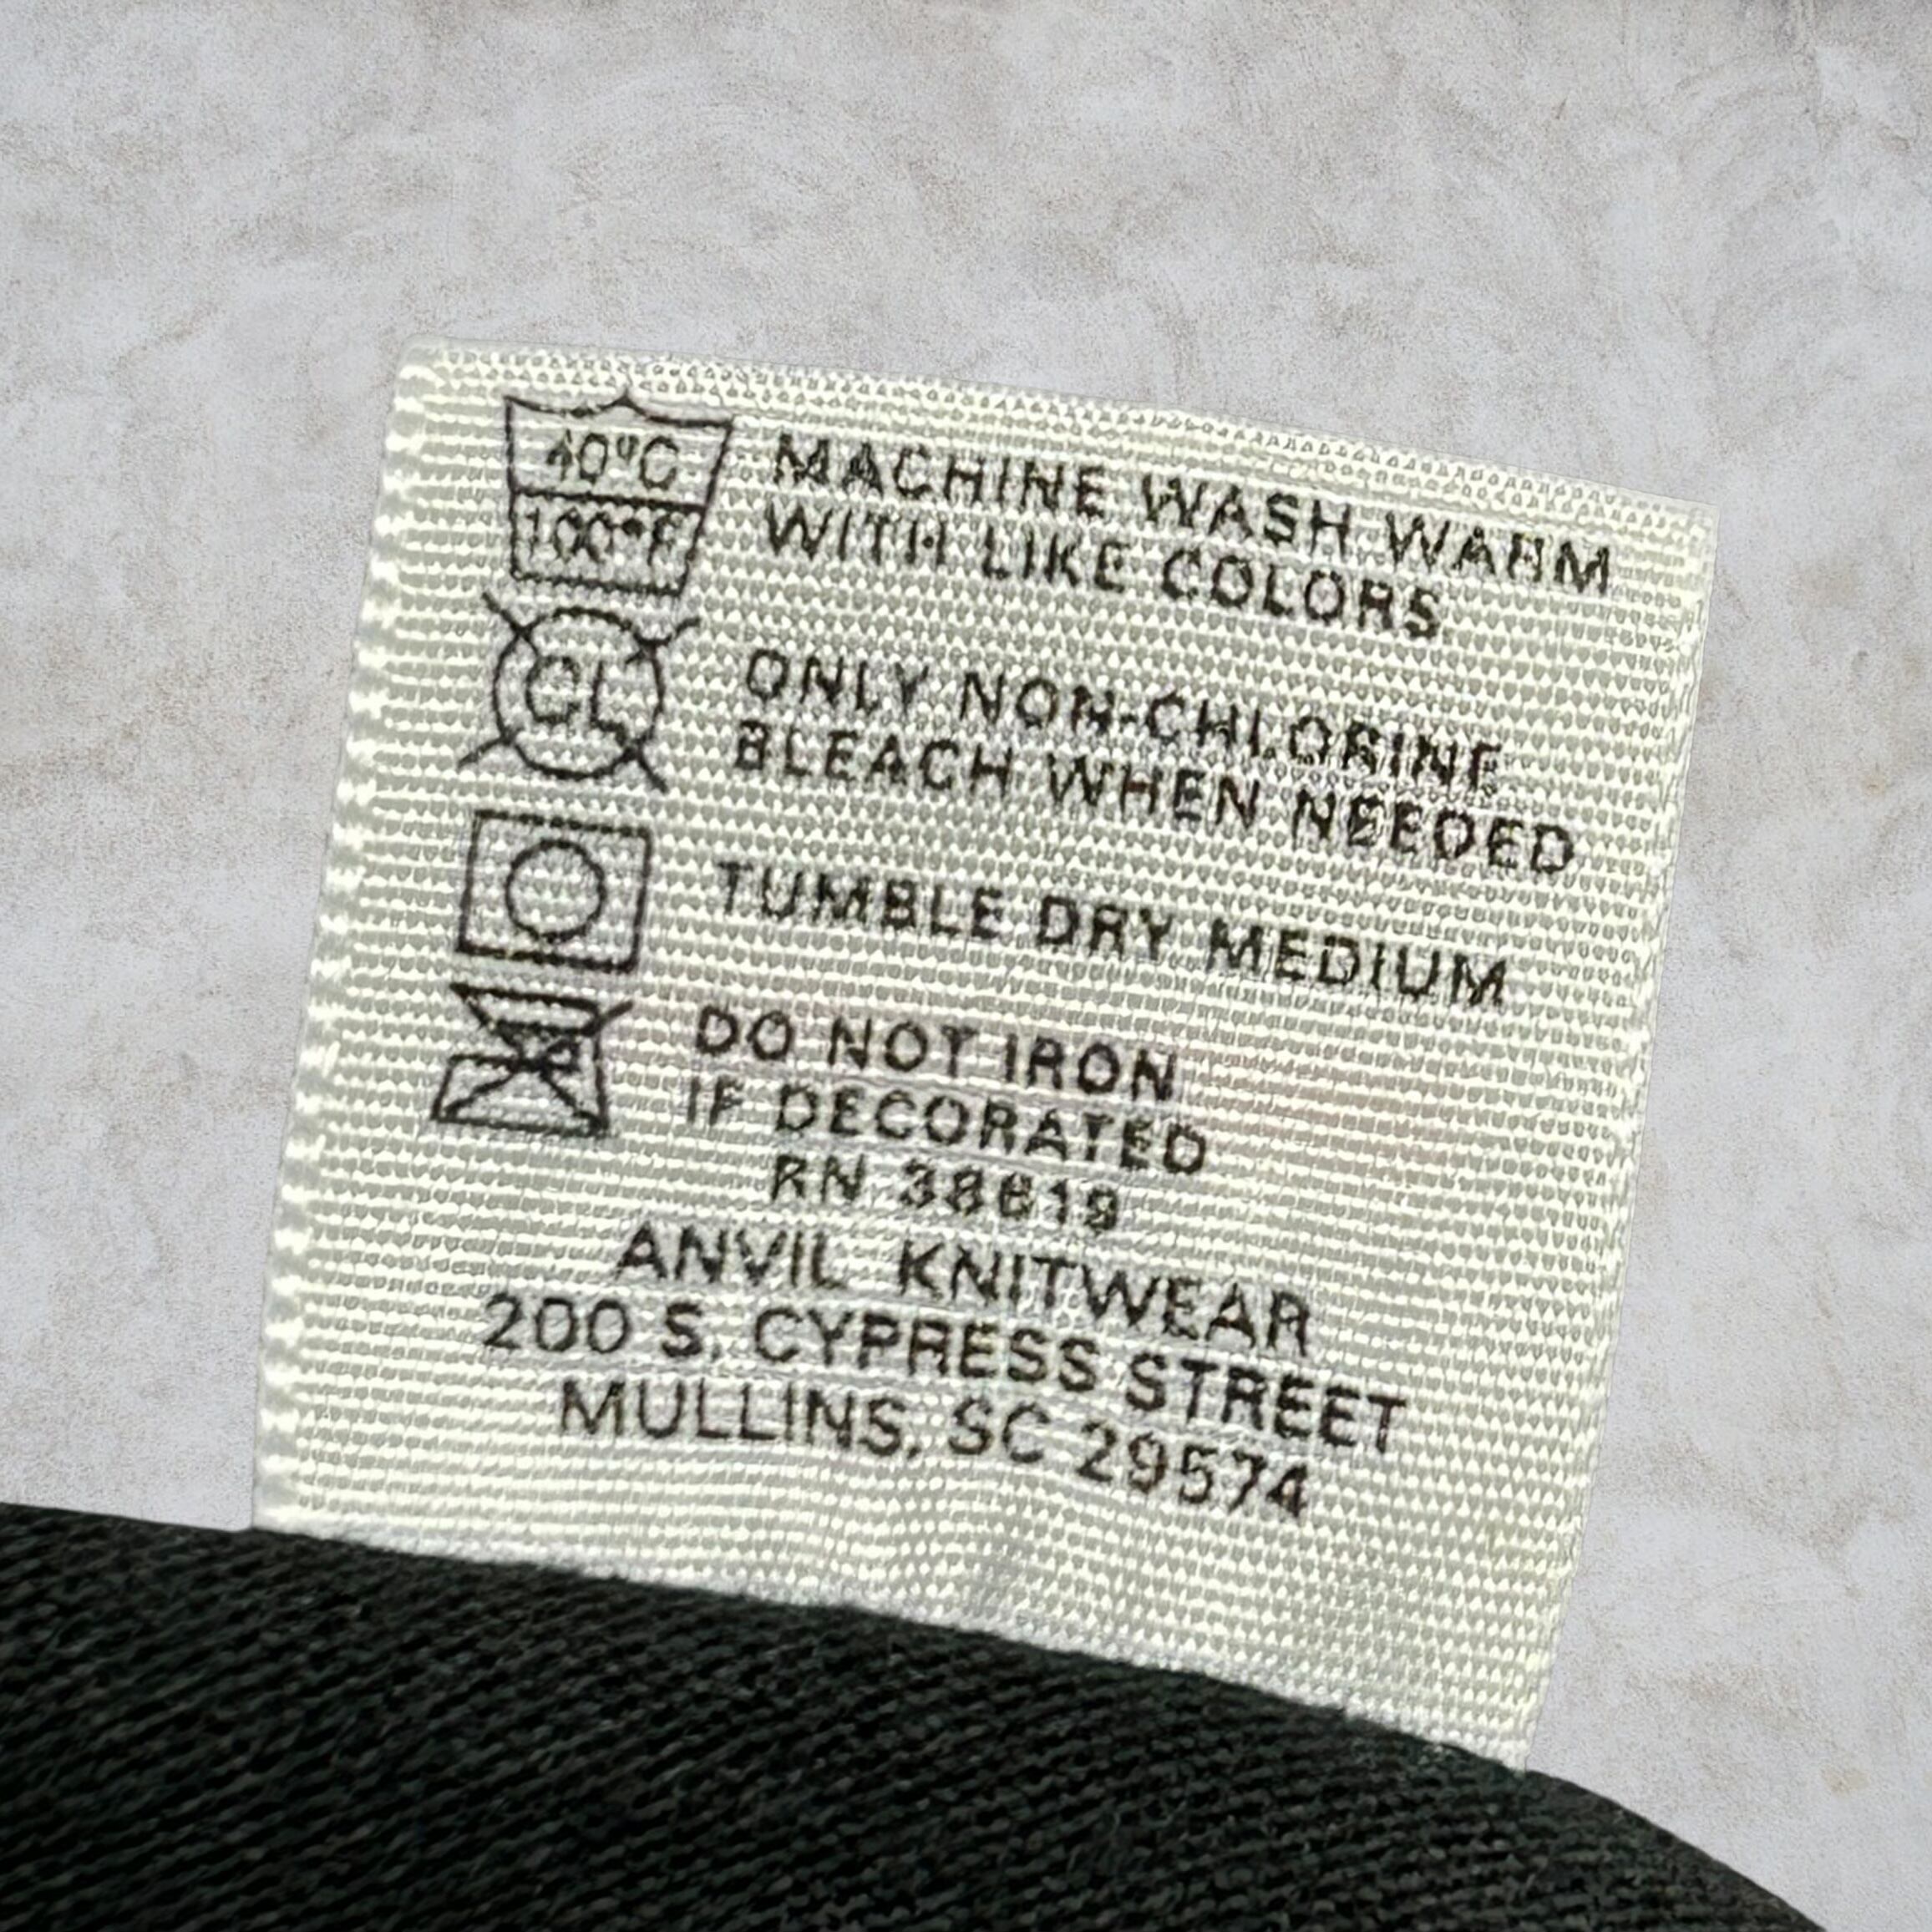 40°C
100°F
MACHINE WASH WARM
WITH LIKE COLORS
CL
ONLY NON-CHLORINE
BLEACH WHEN NEEDED
TUMBLE DRY MEDIUM
DO NOT IRON
IF DECORATED
RN 38619
ANVIL KNITWEAR
200 S. CYPRESS STREET
MULLINS, SC 29574